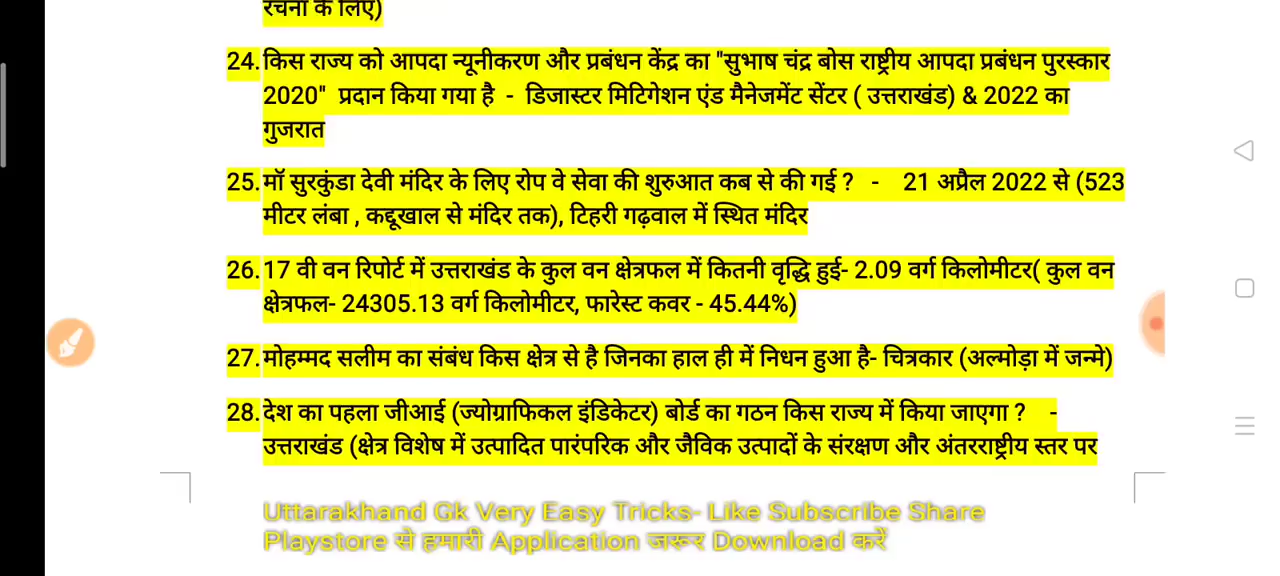 रचना के लिए)
24. किस राज्य को आपदा न्यूनीकरण और प्रबंधन केंद्र का "सुभाष चंद्र बोस राष्ट्रीय आपदा प्रबंधन पुरस्कार
2020" प्रदान किया गया है - डिजास्टर मिटिगेशन एंड मैनेजमेंट सेंटर ( उत्तराखंड) & 2022 का
गुजरात
25. मॉ सुरकुंडा देवी मंदिर के लिए रोप वे सेवा की शुरुआत कब से की गई ? - 21 अप्रैल 2022 से (523
मीटर लंबा , कद्दूखाल से मंदिर तक), टिहरी गढ़वाल में स्थित मंदिर
26. 17 वी वन रिपोर्ट में उत्तराखंड के कुल वन क्षेत्रफल में कितनी वृद्धि हुई- 2.09 वर्ग किलोमीटर( कुल वन
क्षेत्रफल- 24305.13 वर्ग किलोमीटर, फारेस्ट कवर - 45.44%)
27. मोहम्मद सलीम का संबंध किस क्षेत्र से है जिनका हाल ही में निधन हुआ है- चित्रकार (अल्मोड़ा में जन्मे)
28. देश का पहला जीआई (ज्योग्राफिकल इंडिकेटर) बोर्ड का गठन किस राज्य में किया जाएगा ? -
उत्तराखंड (क्षेत्र विशेष में उत्पादित पारंपरिक और जैविक उत्पादों के संरक्षण और अंतरराष्ट्रीय स्तर पर
Uttarakhand Gk Very Easy Tricks- Like Subscribe Share
Playstore से हमारी Application जरूर Download करें